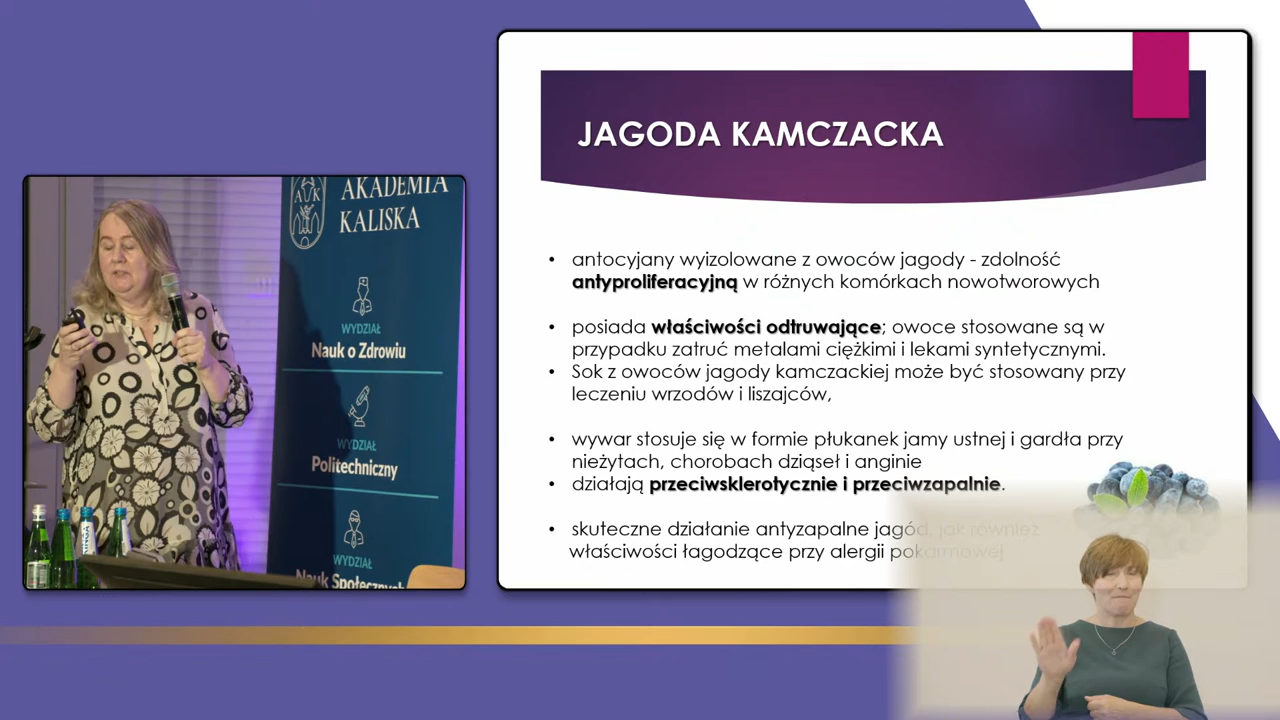 AKADEMIA
KALISKA
WYDZIAŁ
Nauk o Zdrowiu
WYDZIAŁ
Politechniczny
WYDZIAŁ
Nauk Społecznych
JAGODA KAMCZACKA
• antocyjany wyizolowane z owoców jagody - zdolność
antyproliferacyjną w różnych komórkach nowotworowych
• posiada właściwości odtruwające; owoce stosowane są w
przypadku zatruć metalami ciężkimi i lekami syntetycznymi.
• Sok z owoców jagody kamczackiej może być stosowany przy
leczeniu wrzodów i liszajców,
• wywar stosuje się w formie płukanek jamy ustnej i gardła przy
nieżytach, chorobach dziąseł i anginie
• działają przeciwsklerotycznie i przeciwzapalnie.
• skuteczne działanie antyzapalne jagód, jak również
właściwości łagodzące przy alergii pokarmowej